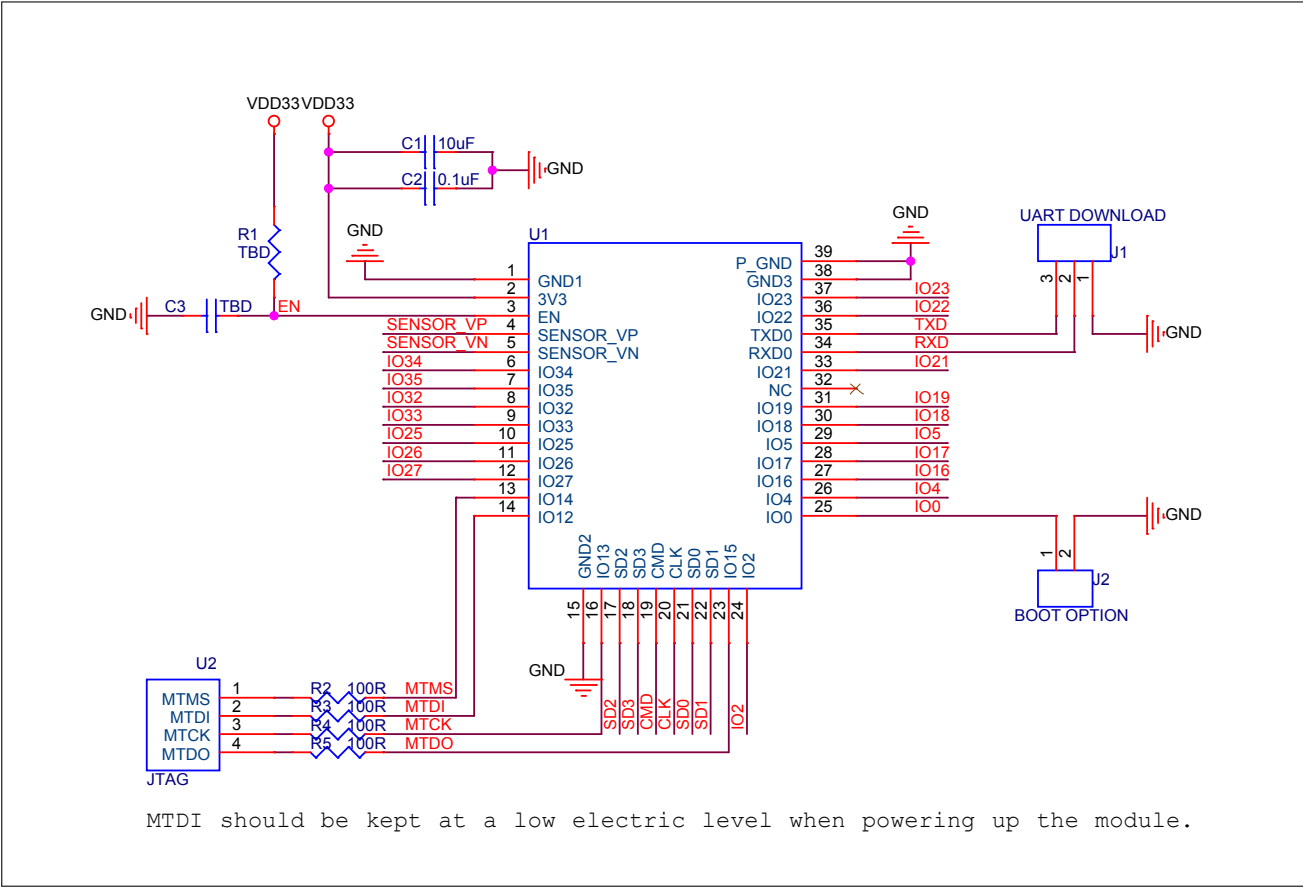 VDD33 VDD33
C1 10uF
C2 0.1uF
GND
R1
TBD
GND
GND
UART DOWNLOAD
J1
3 2 1
U1
GND C3 TBD EN
1 GND1
2 3V3
3 EN
SENSOR_VP 4 SENSOR_VP
SENSOR_VN 5 SENSOR_VN
IO34 6 IO34
IO35 7 IO35
IO32 8 IO32
IO33 9 IO33
IO25 10 IO25
IO26 11 IO26
IO27 12 IO27
13 IO14
14 IO12
P_GND 39
GND3 38
IO23 37 IO23
IO22 36 IO22
TXD0 35 TXD
RXD0 34 RXD
IO21 33 IO21
NC 32
IO19 31 IO19
IO18 30 IO18
IO5 29 IO5
IO17 28 IO17
IO16 27 IO16
IO4 26 IO4
IO0 25 IO0
GND
GND
1 2
J2
BOOT OPTION
GND2 IO13 SD2 SD3 CMD CLK SD0 SD1 IO15 IO2
15 16 17 18 19 20 21 22 23 24
GND
SD2 SD3 CMD CLK SD0 SD1 IO2
U2
MTMS 1 R2 100R MTMS
MTDI 2 R3 100R MTDI
MTCK 3 R4 100R MTCK
MTDO 4 R5 100R MTDO
JTAG
MTDI should be kept at a low electric level when powering up the module.